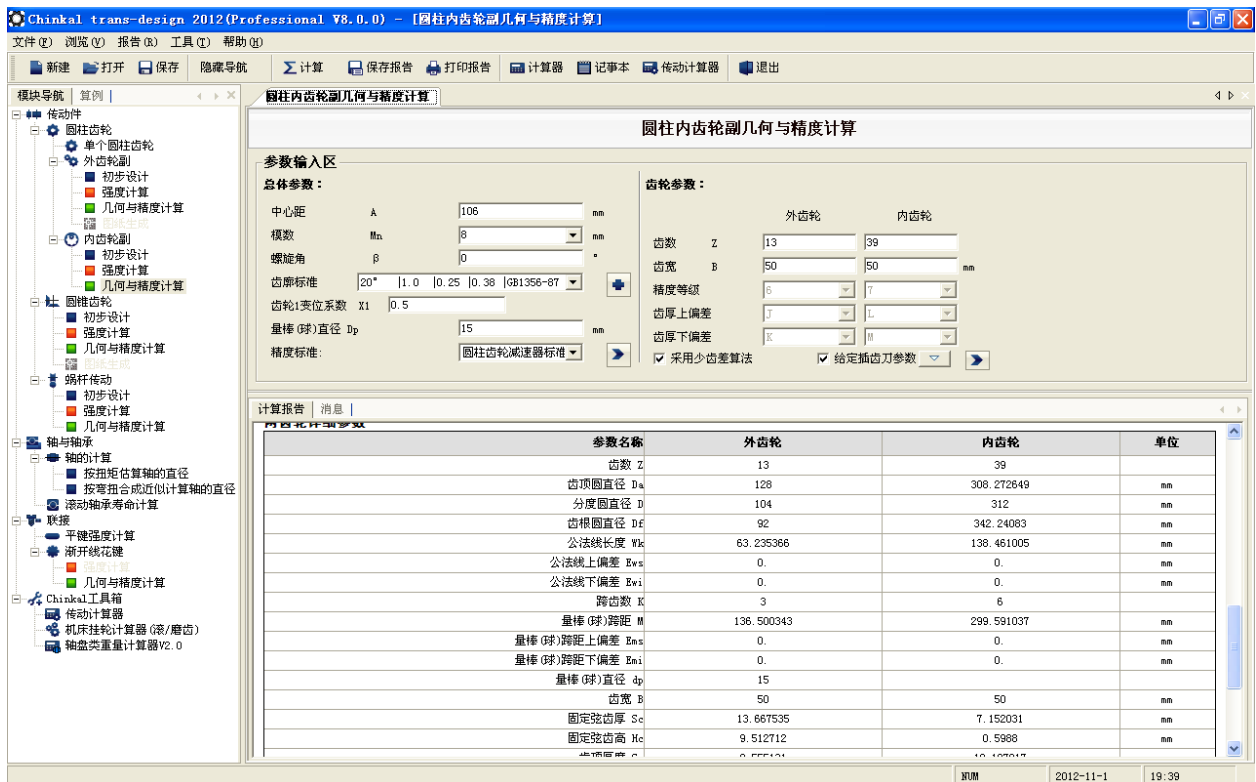 Chinkal trans-design 2012(Professional V8.0.0) - [圆柱内齿轮副几何与精度计算]
文件(F) 浏览(V) 报告(R) 工具(T) 帮助(H)
新建 打开 保存 隐藏导航 计算 保存报告 打印报告 计算器 记事本 传动计算器 退出
模块导航 算例
圆柱内齿轮副几何与精度计算
传动件
圆柱齿轮
单个圆柱齿轮
外齿轮副
初步设计
强度计算
几何与精度计算
图纸生成
内齿轮副
初步设计
强度计算
几何与精度计算
圆锥齿轮
初步设计
强度计算
几何与精度计算
图纸生成
蜗杆传动
初步设计
强度计算
几何与精度计算
轴与轴承
轴的计算
按扭矩估算轴的直径
按弯扭合成近似计算轴的直径
滚动轴承寿命计算
联接
平键强度计算
渐开线花键
强度计算
几何与精度计算
Chinkal工具箱
传动计算器
机床挂轮计算器(滚/磨齿)
轴盘类重量计算器V2.0
圆柱内齿轮副几何与精度计算
参数输入区
总体参数：
中心距 A 106 mm
模数 Mn 8 mm
螺旋角 β 0 °
齿廓标准 20° |1.0 |0.25 |0.38 |GB1356-87
齿轮1变位系数 X1 0.5
量棒(球)直径 Dp 15 mm
精度标准: 圆柱齿轮减速器标准
齿轮参数：
外齿轮 内齿轮
齿数 Z 13 39
齿宽 B 50 50 mm
精度等级 6 7
齿厚上偏差 J L
齿厚下偏差 K M
采用少齿差算法 给定插齿刀参数
计算报告 消息
两齿轮详细参数
参数名称 外齿轮 内齿轮 单位
齿数 Z 13 39
齿顶圆直径 Da 128 308.272649 mm
分度圆直径 D 104 312 mm
齿根圆直径 Df 92 342.24083 mm
公法线长度 Wk 63.235366 138.461005 mm
公法线上偏差 Ews 0. 0. mm
公法线下偏差 Ewi 0. 0. mm
跨齿数 K 3 6
量棒(球)跨距 M 136.500343 299.591037 mm
量棒(球)跨距上偏差 Ems 0. 0. mm
量棒(球)跨距下偏差 Emi 0. 0. mm
量棒(球)直径 dp 15
齿宽 B 50 50 mm
固定弦齿厚 Sc 13.667535 7.152031 mm
固定弦齿高 Hc 9.512712 0.5988 mm
NUM 2012-11-1 19:39